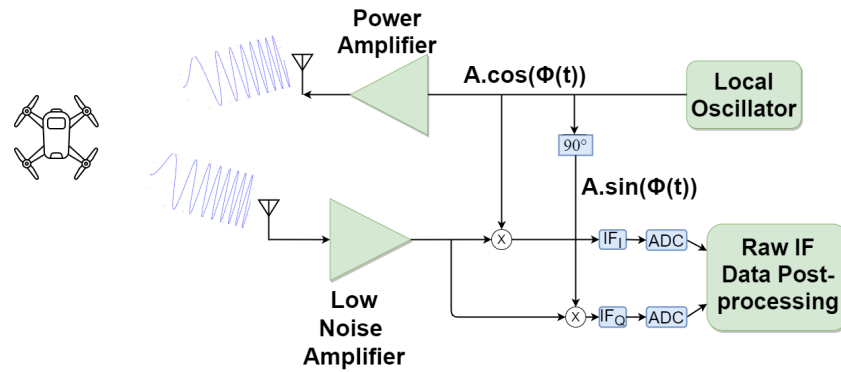 Power
Amplifier
A.cos(Φ(t))
Local
Oscillator
90°
A.sin(Φ(t))
X
IF_I
ADC
Raw IF
Data Post-
processing
X
IF_Q
ADC
Low
Noise
Amplifier